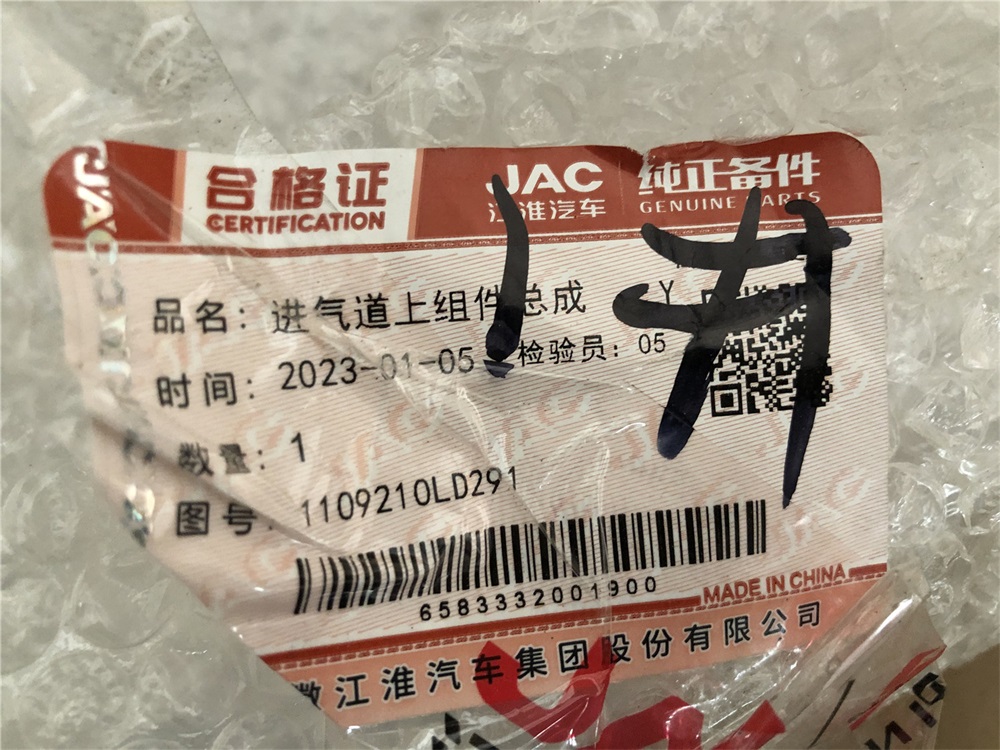 合格证
CERTIFICATION
JAC
江淮汽车
纯正备件
GENUINE PARTS
品名: 进气道上组件总成
时间: 2023-01-05
检验员: 05
数量: 1
图号: 1109210LD291
6583332001900
MADE IN CHINA
江淮汽车集团股份有限公司
JAC